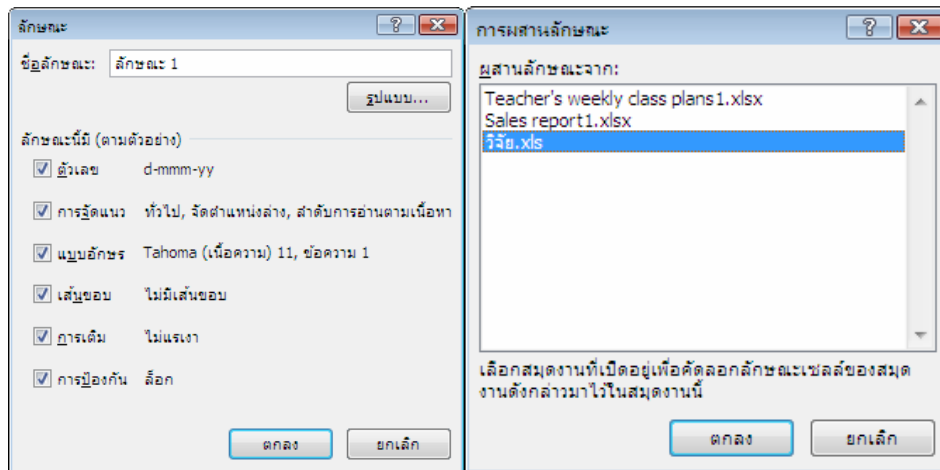 ลักษณะ
ชื่อลักษณะ: ลักษณะ 1
รูปแบบ...
ลักษณะนี้มี (ตามตัวอย่าง)
ตัวเลข d-mmm-yy
การจัดแนว ทั่วไป, จัดตำแหน่งล่าง, ลำดับการอ่านตามเนื้อหา
แบบอักษร Tahoma (เนื้อความ) 11, ข้อความ 1
เส้นขอบ ไม่มีเส้นขอบ
การเติม ไม่แรเงา
การป้องกัน ล็อก
ตกลง ยกเลิก
การผสานลักษณะ
ผสานลักษณะจาก:
Teacher's weekly class plans1.xlsx
Sales report1.xlsx
วิจัย.xls
เลือกสมุดงานที่เปิดอยู่เพื่อคัดลอกลักษณะเซลล์ของสมุด
งานดังกล่าวมาไว้ในสมุดงานนี้
ตกลง ยกเลิก